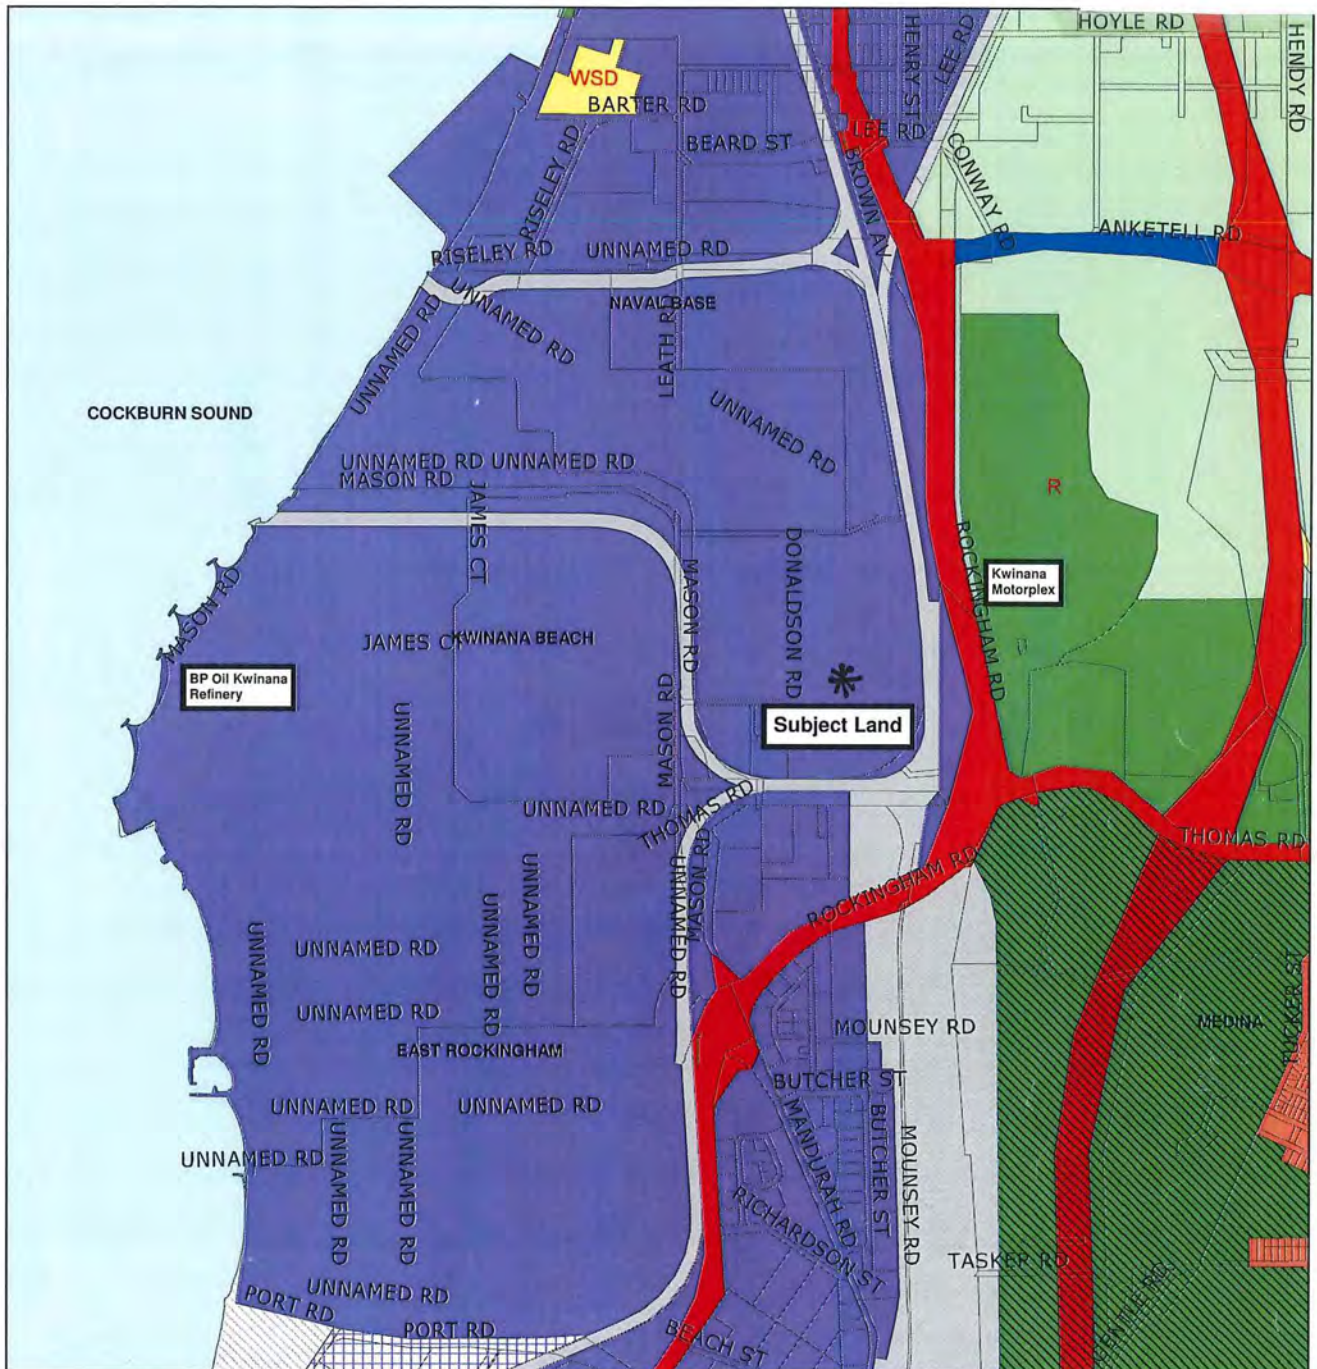 HOYLE RD
HENRY ST
LEE RD
HENDY RD
WSD
BARTER RD
BEARD ST
LEE RD
CONWAY RD
BROWN AV
RISELEY RD
RISELEY RD
UNNAMED RD
ANKETELL RD
UNNAMED RD
NAVAL BASE
UNNAMED RD
LEATH RD
COCKBURN SOUND
UNNAMED RD
UNNAMED RD UNNAMED RD
MASON RD
JAMES CT
R
DONALDSON RD
ROCKINGHAM RD
Kwinana
Motorplex
MASON RD
MASON RD
JAMES CT
KWINANA BEACH
BP Oil Kwinana
Refinery
MASON RD
Subject Land
UNNAMED RD
UNNAMED RD
THOMAS RD
THOMAS RD
MASON RD
UNNAMED RD
ROCKINGHAM RD
UNNAMED RD
UNNAMED RD
UNNAMED RD
UNNAMED RD
UNNAMED RD
TUCKER ST
MEDINA
MOUNSEY RD
EAST ROCKINGHAM
BUTCHER ST
UNNAMED RD
UNNAMED RD
MANDURAH RD
BUTCHER ST
MOUNSEY RD
UNNAMED RD
UNNAMED RD
UNNAMED RD
RICHARDSON ST
TASKER RD
UNNAMED RD
PORT RD
PORT RD
BEACH ST